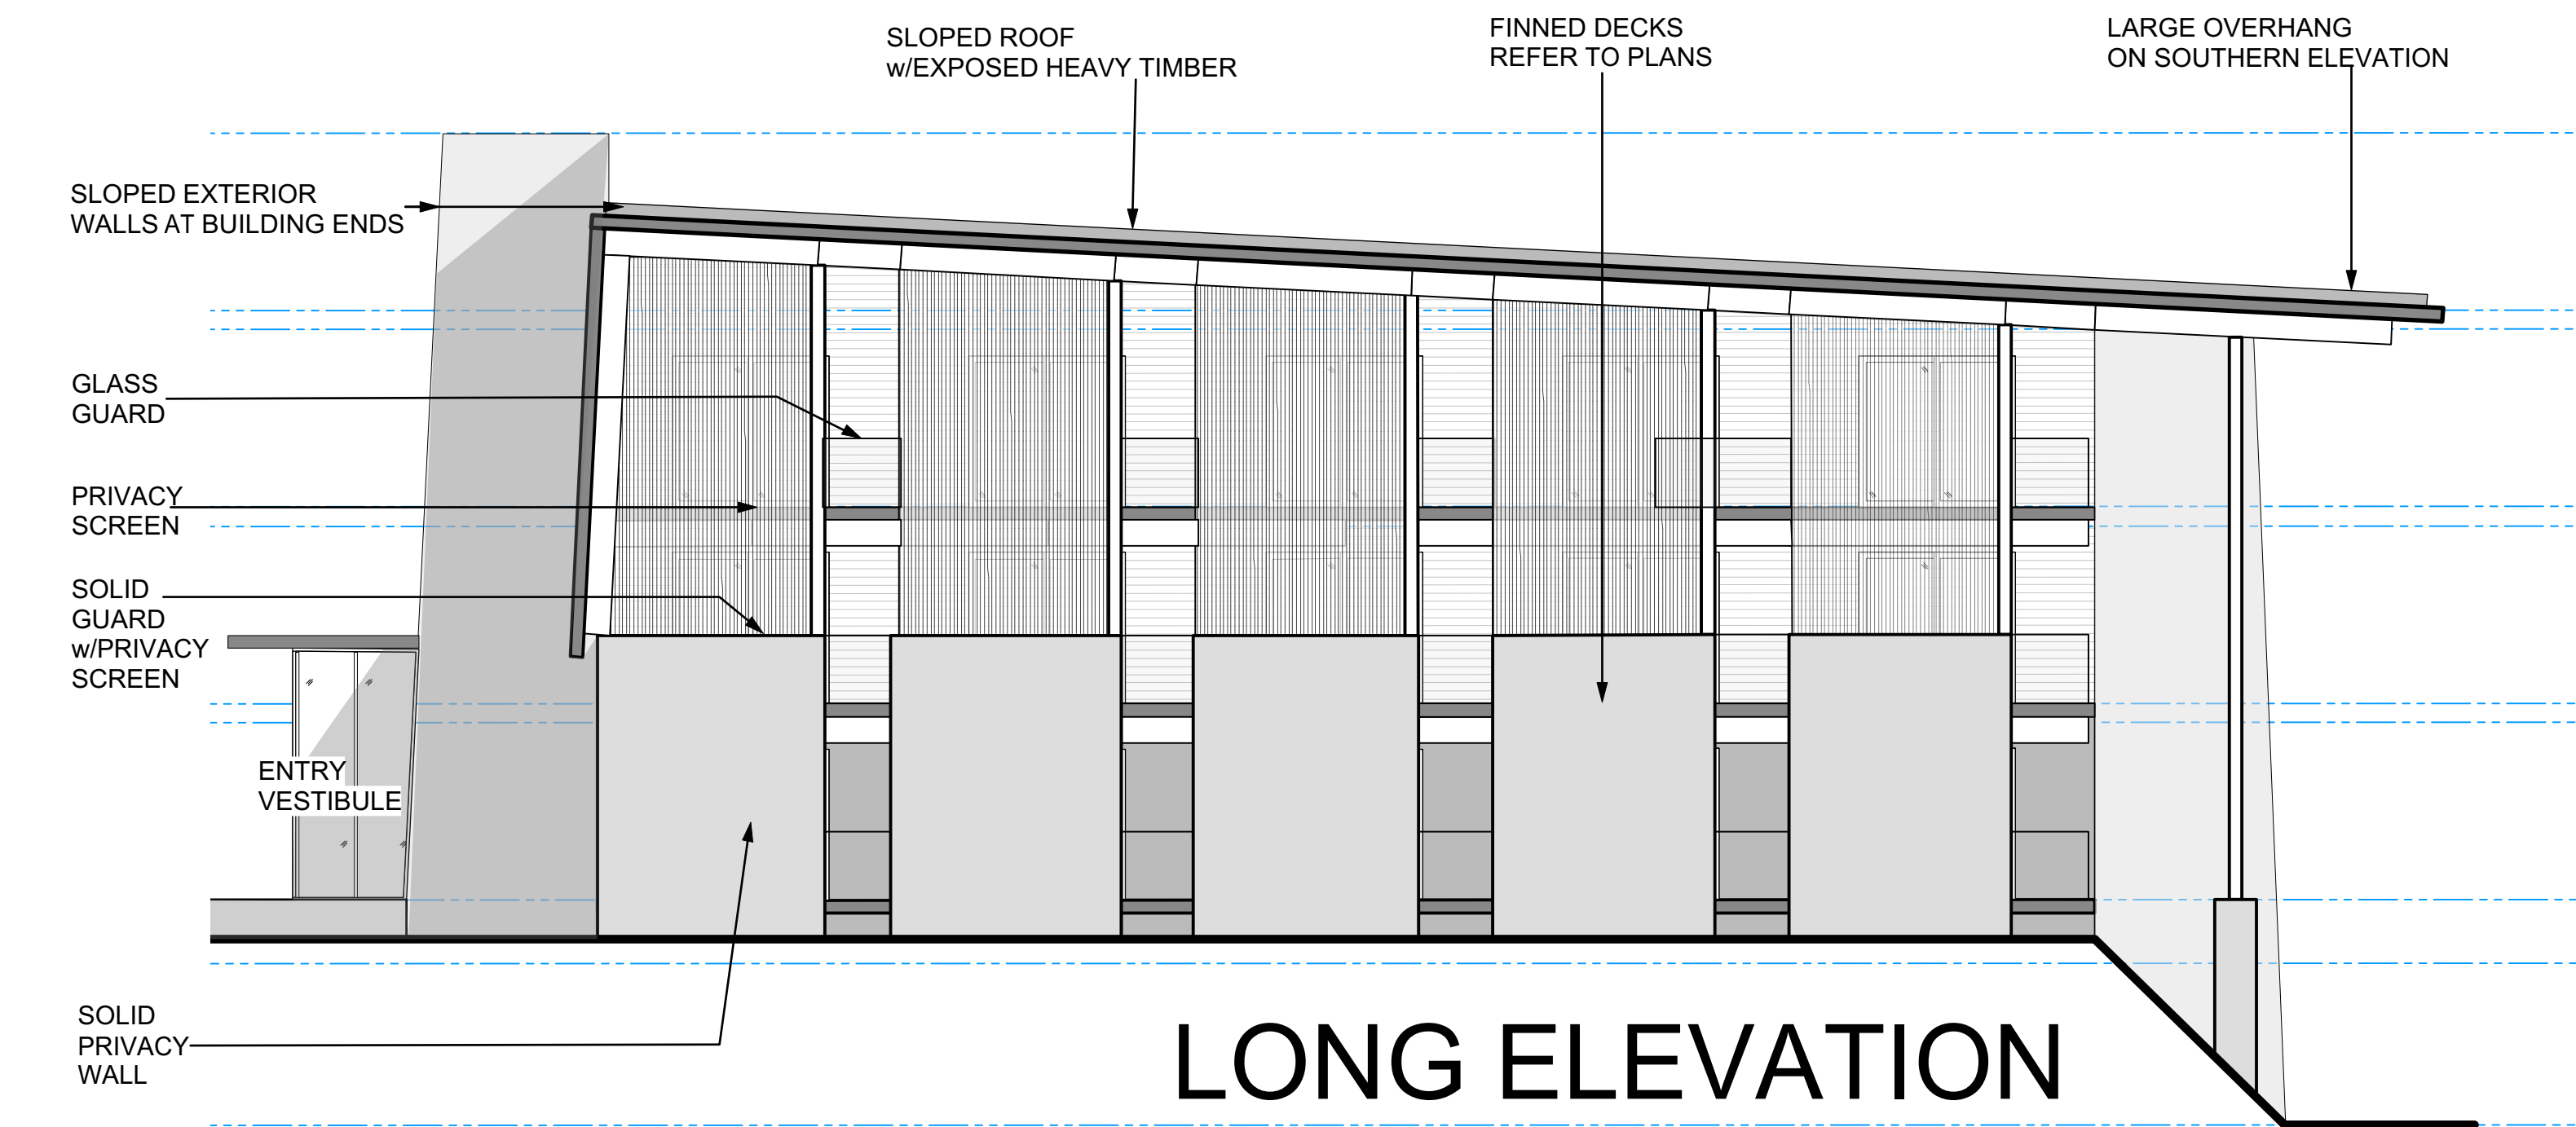 SLOPED ROOF
w/EXPOSED HEAVY TIMBER
FINNED DECKS
REFER TO PLANS
LARGE OVERHANG
ON SOUTHERN ELEVATION
SLOPED EXTERIOR
WALLS AT BUILDING ENDS
GLASS
GUARD
PRIVACY
SCREEN
SOLID
GUARD
w/PRIVACY
SCREEN
ENTRY
VESTIBULE
SOLID
PRIVACY
WALL
LONG ELEVATION